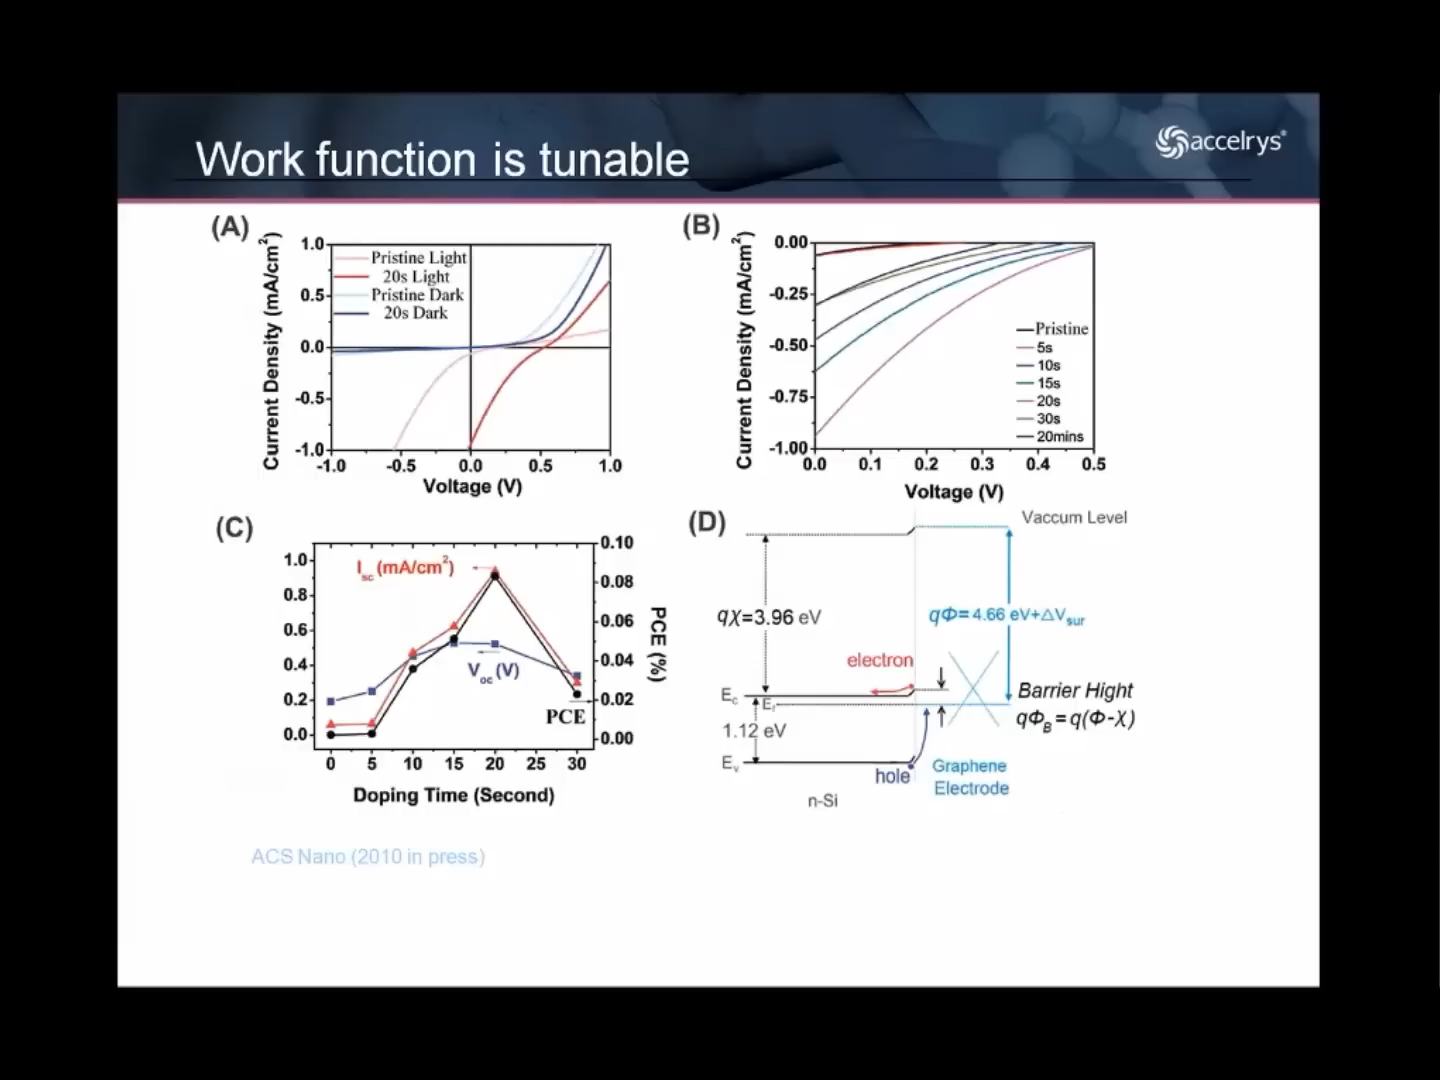 Work function is tunable
accelrys®
(A)
Current Density (mA/cm²)
1.0
0.5
0.0
-0.5
-1.0
Pristine Light
20s Light
Pristine Dark
20s Dark
-1.0 -0.5 0.0 0.5 1.0
Voltage (V)
(B)
Current Density (mA/cm²)
0.00
-0.25
-0.50
-0.75
-1.00
Pristine
5s
10s
15s
20s
30s
20mins
0.0 0.1 0.2 0.3 0.4 0.5
Voltage (V)
(C)
1.0
0.8
0.6
0.4
0.2
0.0
Isc (mA/cm²)
Voc (V)
PCE
0.10
0.08
0.06
0.04
0.02
0.00
PCE (%)
0 5 10 15 20 25 30
Doping Time (Second)
(D)
Vaccum Level
qχ=3.96 eV
qΦ= 4.66 eV+△Vsur
electron
Ec
Ef
1.12 eV
Ev
Barrier Hight
qΦB=q(Φ-χ)
hole
Graphene
Electrode
n-Si
ACS Nano (2010 in press)